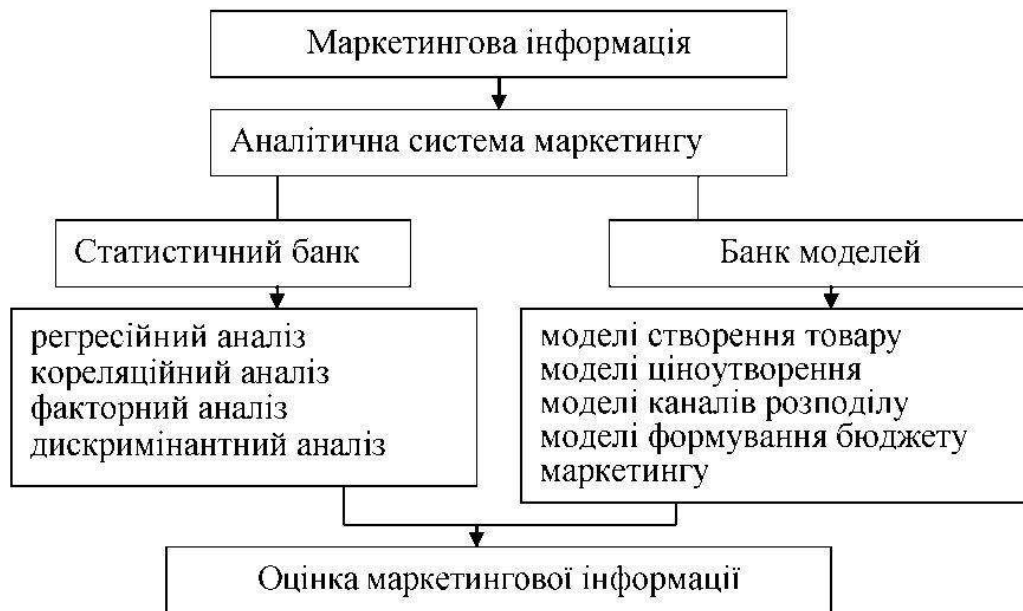 Маркетингова інформація
Аналітична система маркетингу
Статистичний банк
Банк моделей
регресійний аналіз
кореляційний аналіз
факторний аналіз
дискримінантний аналіз
моделі створення товару
моделі ціноутворення
моделі каналів розподілу
моделі формування бюджету
маркетингу
Оцінка маркетингової інформації